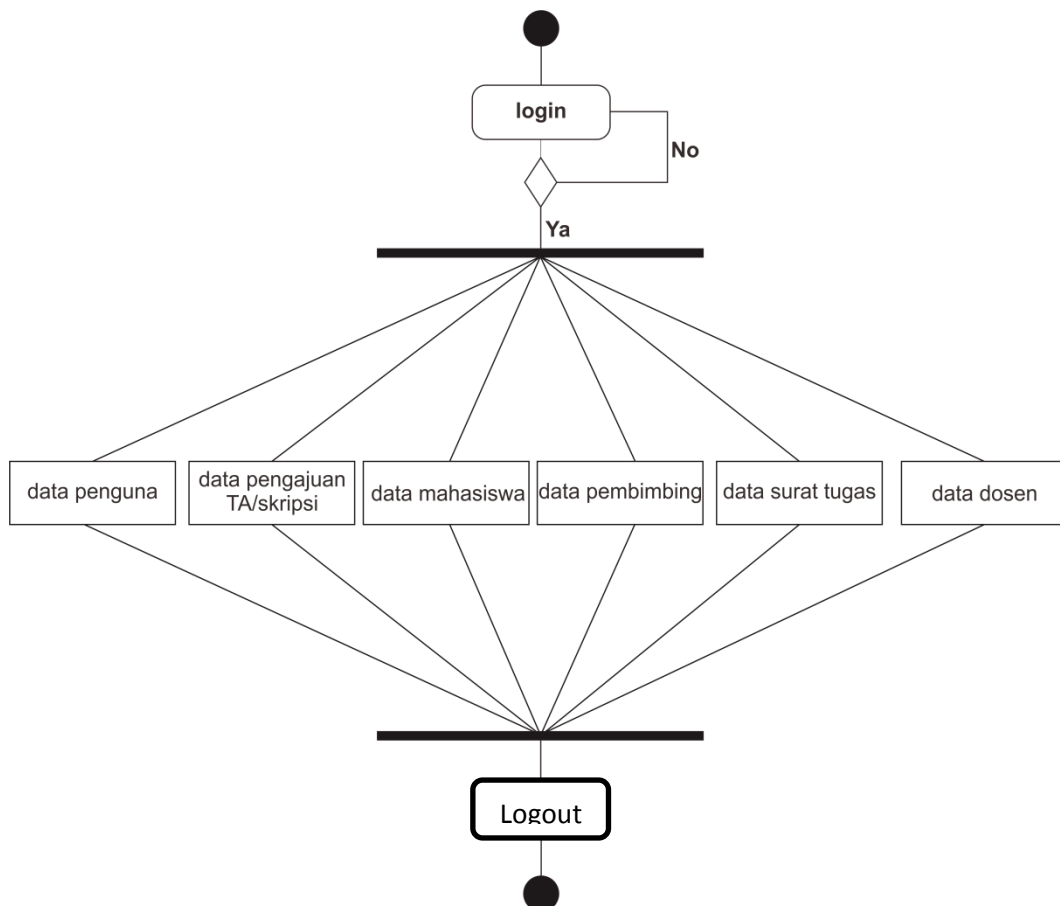 login
No
Ya
data penguna
data pengajuan
TA/skripsi
data mahasiswa
data pembimbing
data surat tugas
data dosen
Logout